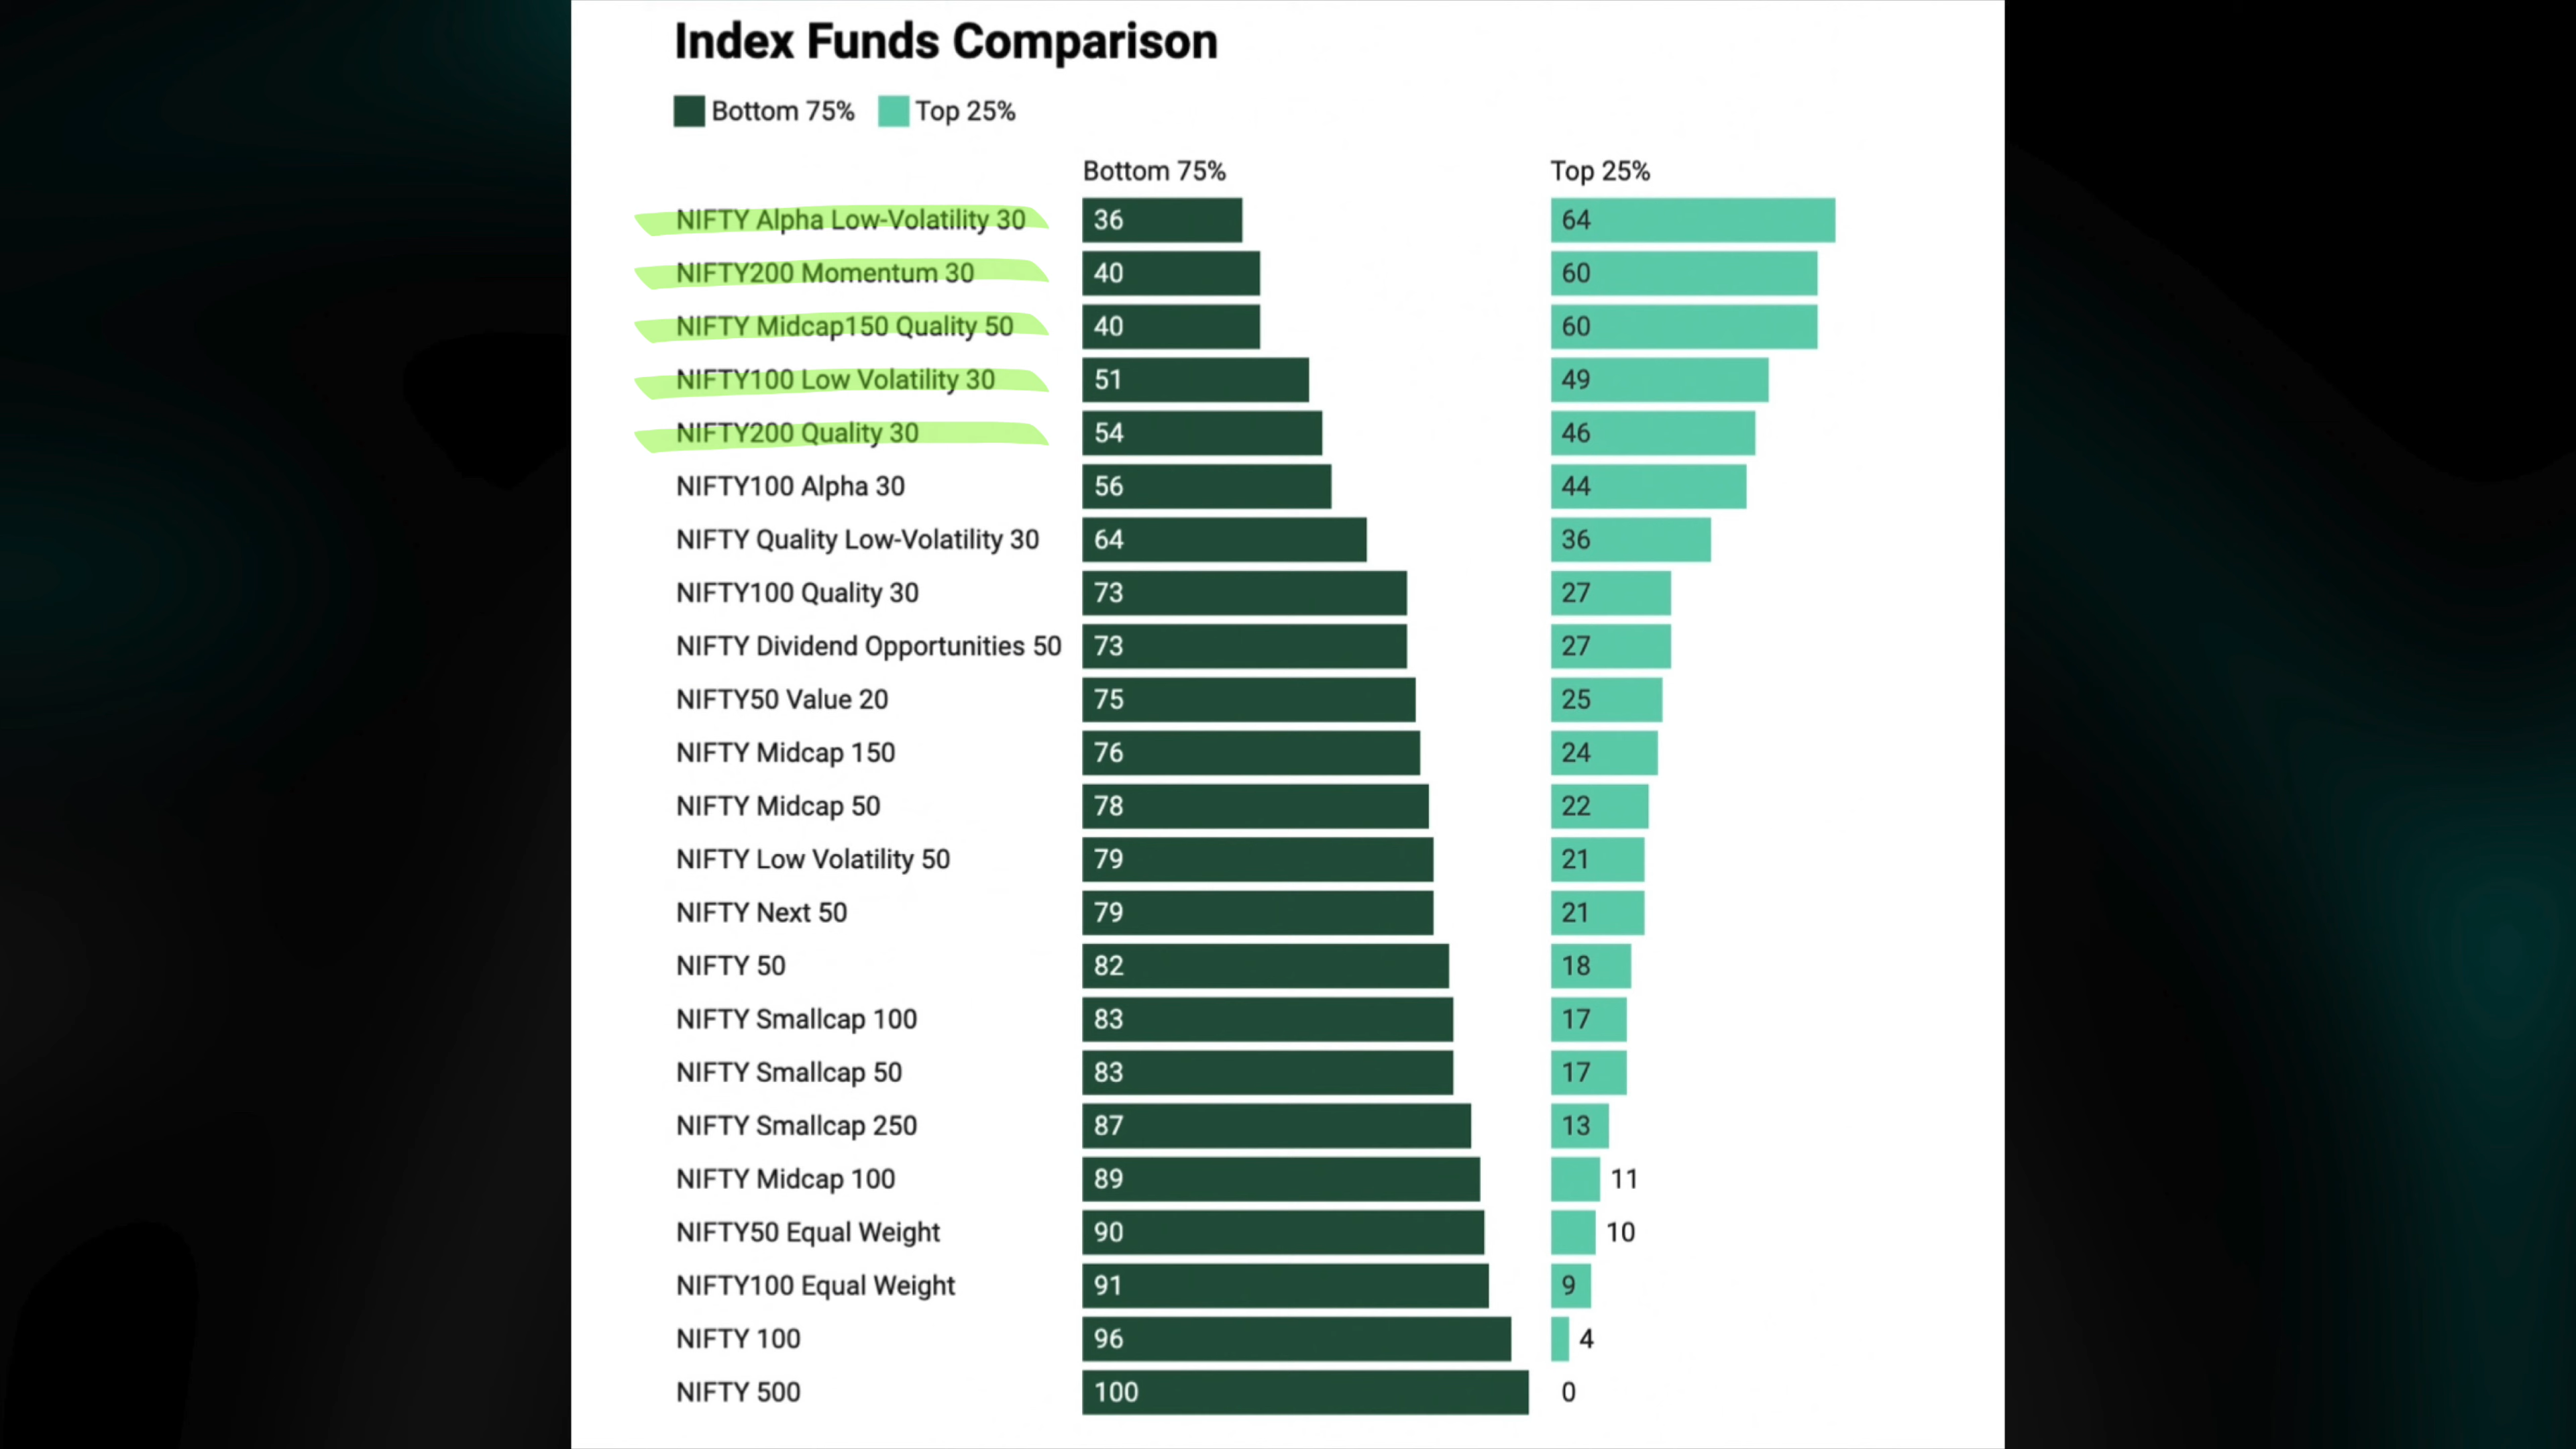 Index Funds Comparison
Bottom 75% Top 25%
Bottom 75% Top 25%
NIFTY Alpha Low-Volatility 30 36 64
NIFTY200 Momentum 30 40 60
NIFTY Midcap150 Quality 50 40 60
NIFTY100 Low Volatility 30 51 49
NIFTY200 Quality 30 54 46
NIFTY100 Alpha 30 56 44
NIFTY Quality Low-Volatility 30 64 36
NIFTY100 Quality 30 73 27
NIFTY Dividend Opportunities 50 73 27
NIFTY50 Value 20 75 25
NIFTY Midcap 150 76 24
NIFTY Midcap 50 78 22
NIFTY Low Volatility 50 79 21
NIFTY Next 50 79 21
NIFTY 50 82 18
NIFTY Smallcap 100 83 17
NIFTY Smallcap 50 83 17
NIFTY Smallcap 250 87 13
NIFTY Midcap 100 89 11
NIFTY50 Equal Weight 90 10
NIFTY100 Equal Weight 91 9
NIFTY 100 96 4
NIFTY 500 100 0